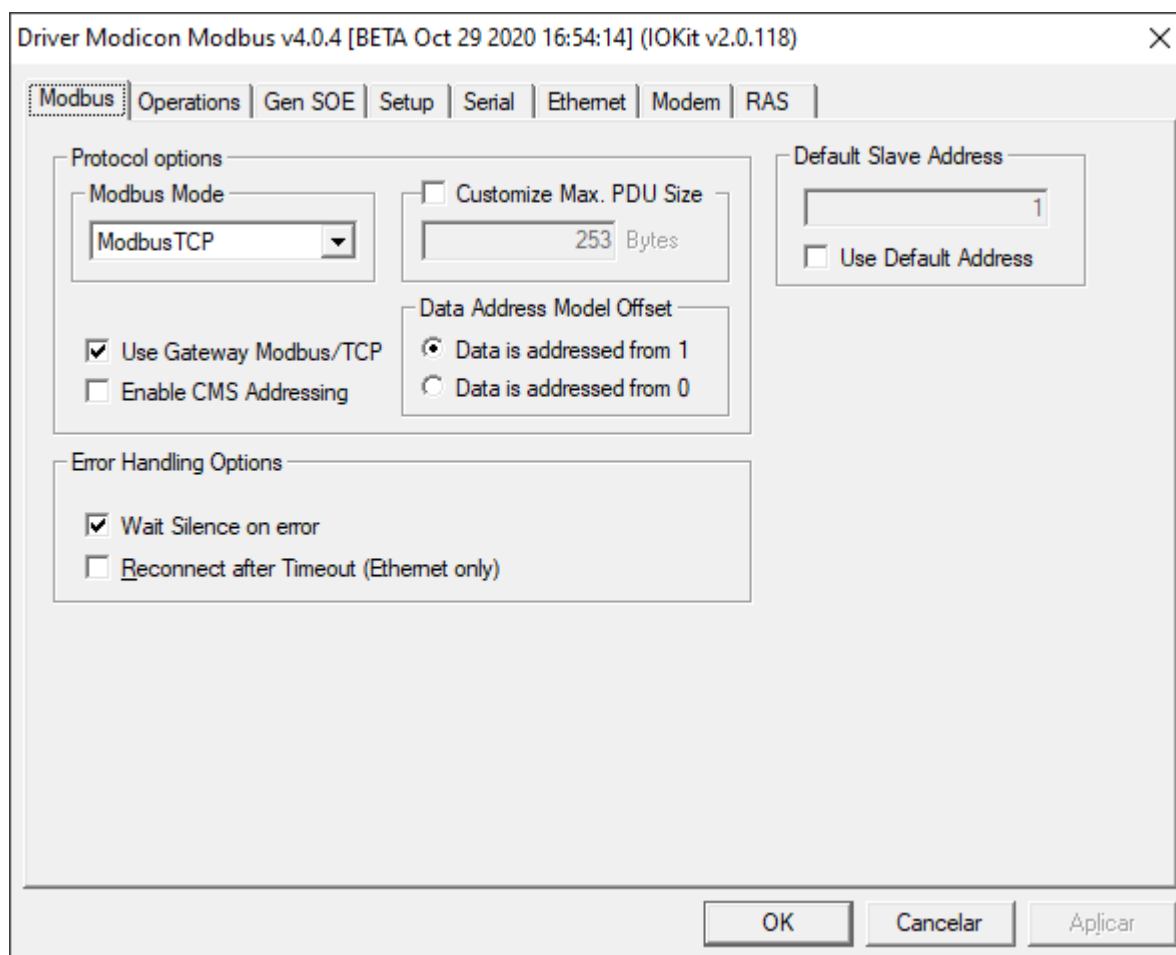 Driver Modicon Modbus v4.0.4 [BETA Oct 29 2020 16:54:14] (IOKit v2.0.118)
Modbus Operations Gen SOE Setup Serial Ethernet Modem RAS
Protocol options
Modbus Mode
ModbusTCP
Customize Max. PDU Size
253 Bytes
Default Slave Address
1
Use Default Address
Use Gateway Modbus/TCP
Enable CMS Addressing
Data Address Model Offset
Data is addressed from 1
Data is addressed from 0
Error Handling Options
Wait Silence on error
Reconnect after Timeout (Ethernet only)
OK Cancelar Aplicar